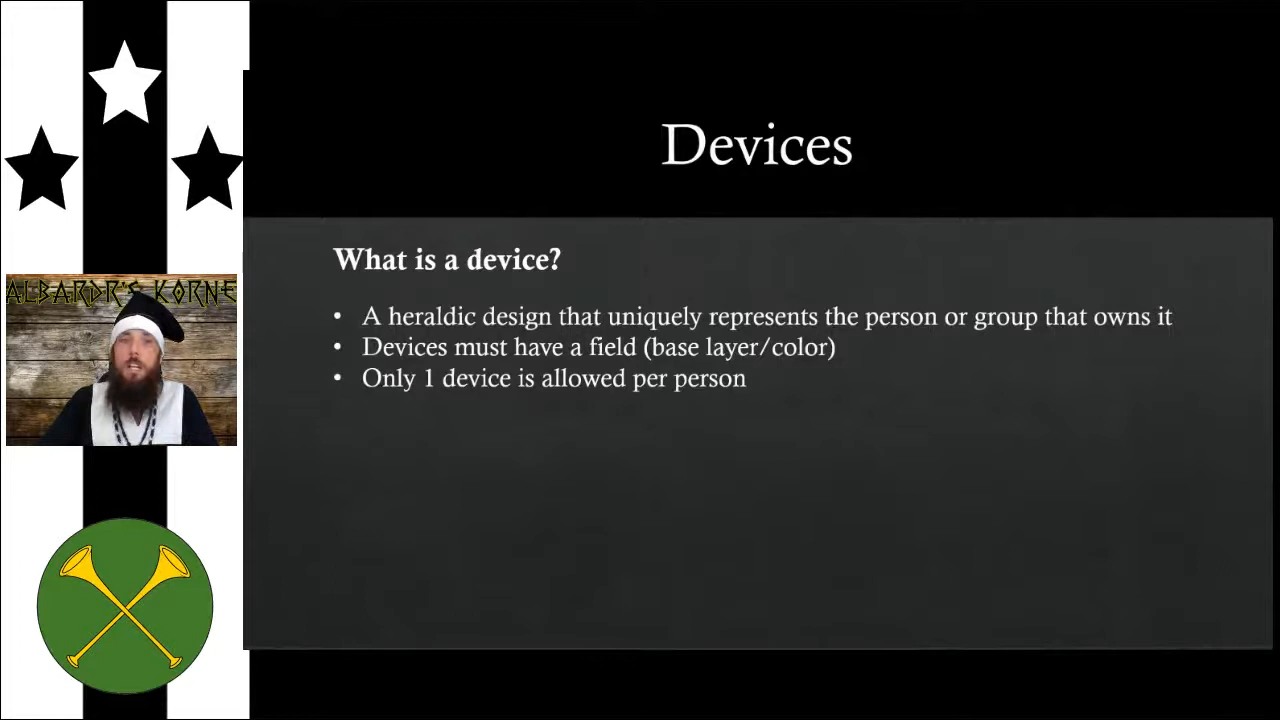 Devices
ALBARDR'S KORNE
What is a device?
• A heraldic design that uniquely represents the person or group that owns it
• Devices must have a field (base layer/color)
• Only 1 device is allowed per person